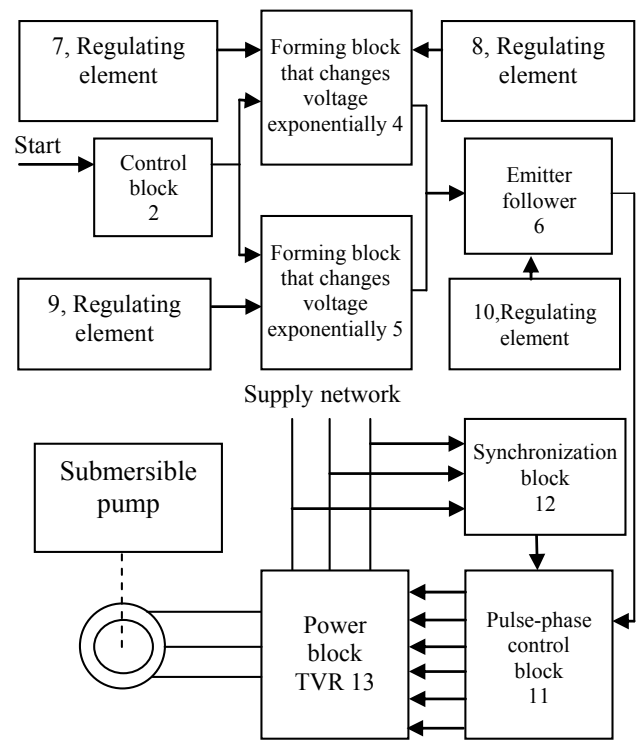 7, Regulating
element
Forming block
that changes
voltage
exponentially 4
8, Regulating
element
Start
Control
block
2
Emitter
follower
6
Forming block
that changes
voltage
exponentially 5
9, Regulating
element
10,Regulating
element
Supply network
Submersible
pump
Synchronization
block
12
Power
block
TVR 13
Pulse-phase
control
block
11